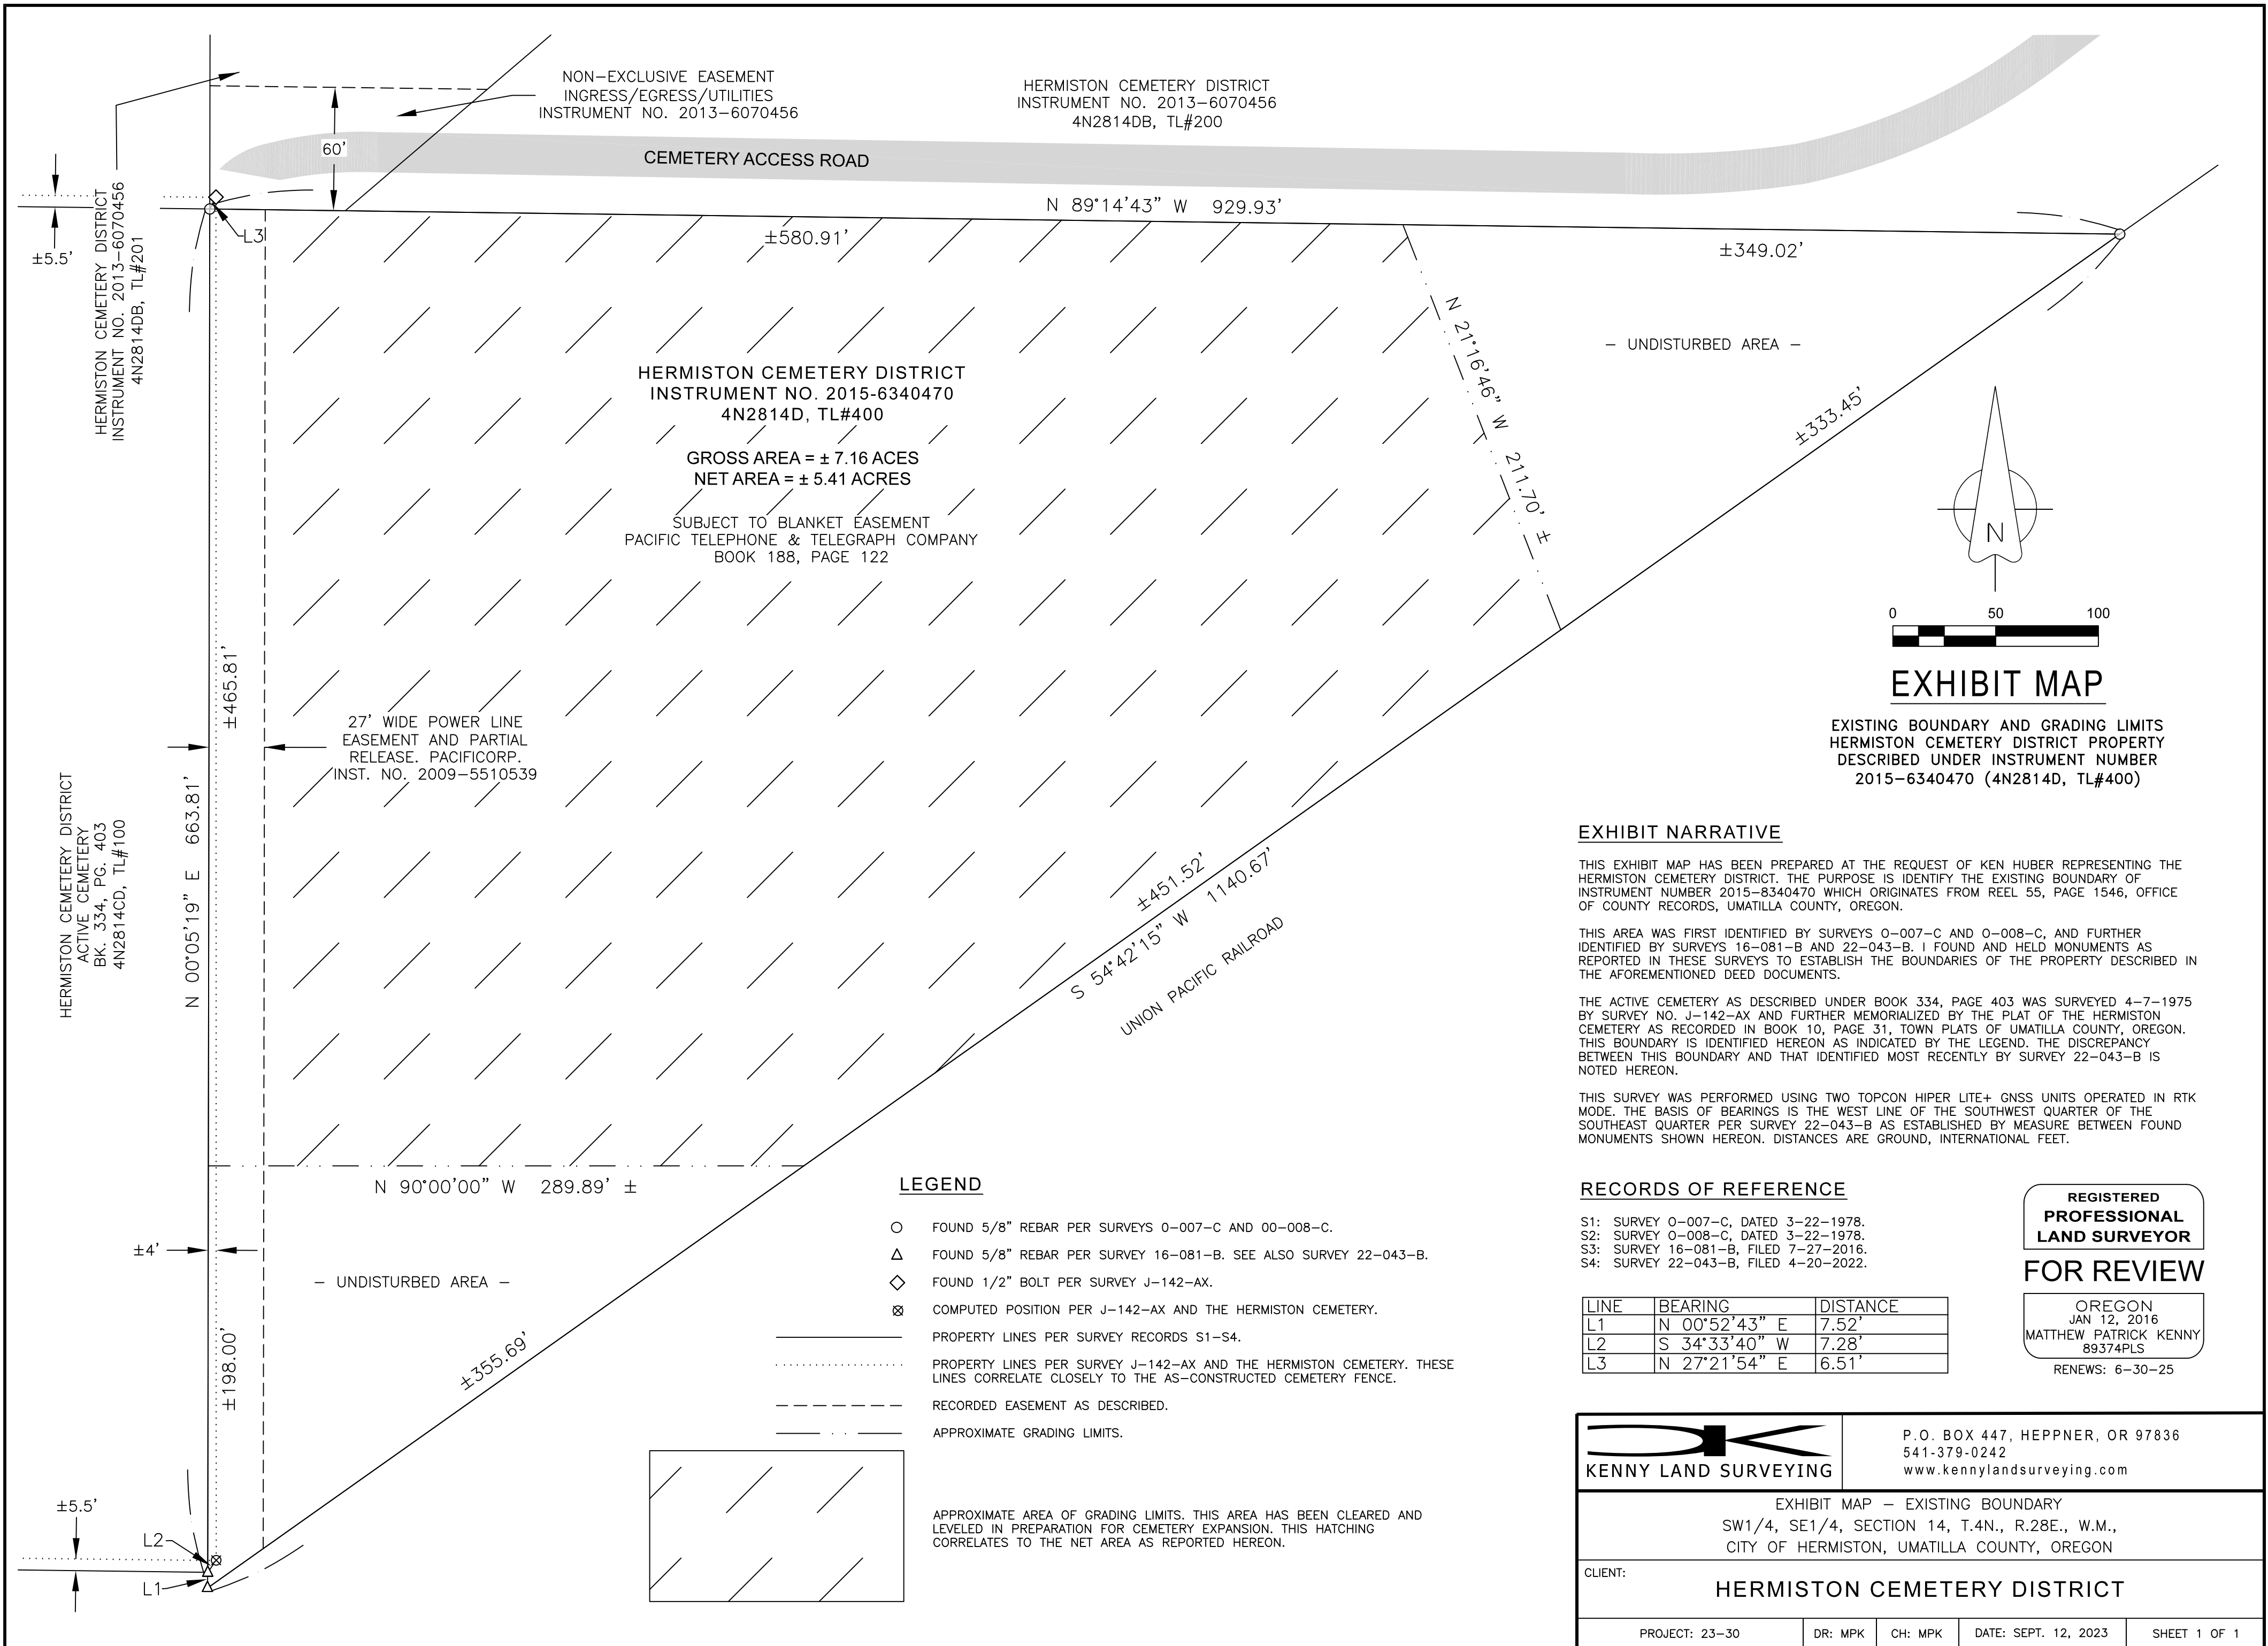 NON-EXCLUSIVE EASEMENT
INGRESS/EGRESS/UTILITIES
INSTRUMENT NO. 2013-6070456
HERMISTON CEMETERY DISTRICT
INSTRUMENT NO. 2013-6070456
4N2814DB, TL#200
60'
CEMETERY ACCESS ROAD
±5.5'
HERMISTON CEMETERY DISTRICT
INSTRUMENT NO. 2013-6070456
4N2814DB, TL#201
L3
N 89°14'43" W 929.93'
±580.91'
±349.02'
N 21°16'46" W 211.70' ±
- UNDISTURBED AREA -
±333.45'
HERMISTON CEMETERY DISTRICT
INSTRUMENT NO. 2015-6340470
4N2814D, TL#400
GROSS AREA = ± 7.16 ACES
NET AREA = ± 5.41 ACRES
SUBJECT TO BLANKET EASEMENT
PACIFIC TELEPHONE & TELEGRAPH COMPANY
BOOK 188, PAGE 122
±465.81'
27' WIDE POWER LINE
EASEMENT AND PARTIAL
RELEASE. PACIFICORP.
INST. NO. 2009-5510539
HERMISTON CEMETERY DISTRICT
ACTIVE CEMETERY
BK. 334, PG. 403
4N2814CD, TL#100
N 00°05'19" E 663.81'
±451.52'
S 54°42'15" W 1140.67'
UNION PACIFIC RAILROAD
N 90°00'00" W 289.89' ±
±4'
- UNDISTURBED AREA -
±198.00'
±355.69'
±5.5'
L2
L1
N
0 50 100
EXHIBIT MAP
EXISTING BOUNDARY AND GRADING LIMITS
HERMISTON CEMETERY DISTRICT PROPERTY
DESCRIBED UNDER INSTRUMENT NUMBER
2015-6340470 (4N2814D, TL#400)
EXHIBIT NARRATIVE
THIS EXHIBIT MAP HAS BEEN PREPARED AT THE REQUEST OF KEN HUBER REPRESENTING THE
HERMISTON CEMETERY DISTRICT. THE PURPOSE IS IDENTIFY THE EXISTING BOUNDARY OF
INSTRUMENT NUMBER 2015-8340470 WHICH ORIGINATES FROM REEL 55, PAGE 1546, OFFICE
OF COUNTY RECORDS, UMATILLA COUNTY, OREGON.
THIS AREA WAS FIRST IDENTIFIED BY SURVEYS O-007-C AND O-008-C, AND FURTHER
IDENTIFIED BY SURVEYS 16-081-B AND 22-043-B. I FOUND AND HELD MONUMENTS AS
REPORTED IN THESE SURVEYS TO ESTABLISH THE BOUNDARIES OF THE PROPERTY DESCRIBED IN
THE AFOREMENTIONED DEED DOCUMENTS.
THE ACTIVE CEMETERY AS DESCRIBED UNDER BOOK 334, PAGE 403 WAS SURVEYED 4-7-1975
BY SURVEY NO. J-142-AX AND FURTHER MEMORIALIZED BY THE PLAT OF THE HERMISTON
CEMETERY AS RECORDED IN BOOK 10, PAGE 31, TOWN PLATS OF UMATILLA COUNTY, OREGON.
THIS BOUNDARY IS IDENTIFIED HEREON AS INDICATED BY THE LEGEND. THE DISCREPANCY
BETWEEN THIS BOUNDARY AND THAT IDENTIFIED MOST RECENTLY BY SURVEY 22-043-B IS
NOTED HEREON.
THIS SURVEY WAS PERFORMED USING TWO TOPCON HIPER LITE+ GNSS UNITS OPERATED IN RTK
MODE. THE BASIS OF BEARINGS IS THE WEST LINE OF THE SOUTHWEST QUARTER OF THE
SOUTHEAST QUARTER PER SURVEY 22-043-B AS ESTABLISHED BY MEASURE BETWEEN FOUND
MONUMENTS SHOWN HEREON. DISTANCES ARE GROUND, INTERNATIONAL FEET.
LEGEND
FOUND 5/8" REBAR PER SURVEYS 0-007-C AND 00-008-C.
FOUND 5/8" REBAR PER SURVEY 16-081-B. SEE ALSO SURVEY 22-043-B.
FOUND 1/2" BOLT PER SURVEY J-142-AX.
COMPUTED POSITION PER J-142-AX AND THE HERMISTON CEMETERY.
PROPERTY LINES PER SURVEY RECORDS S1-S4.
PROPERTY LINES PER SURVEY J-142-AX AND THE HERMISTON CEMETERY. THESE
LINES CORRELATE CLOSELY TO THE AS-CONSTRUCTED CEMETERY FENCE.
RECORDED EASEMENT AS DESCRIBED.
APPROXIMATE GRADING LIMITS.
APPROXIMATE AREA OF GRADING LIMITS. THIS AREA HAS BEEN CLEARED AND
LEVELED IN PREPARATION FOR CEMETERY EXPANSION. THIS HATCHING
CORRELATES TO THE NET AREA AS REPORTED HEREON.
RECORDS OF REFERENCE
S1: SURVEY O-007-C, DATED 3-22-1978.
S2: SURVEY O-008-C, DATED 3-22-1978.
S3: SURVEY 16-081-B, FILED 7-27-2016.
S4: SURVEY 22-043-B, FILED 4-20-2022.
LINE BEARING DISTANCE
L1 N 00°52'43" E 7.52'
L2 S 34°33'40" W 7.28'
L3 N 27°21'54" E 6.51'
REGISTERED
PROFESSIONAL
LAND SURVEYOR
FOR REVIEW
OREGON
JAN 12, 2016
MATTHEW PATRICK KENNY
89374PLS
RENEWS: 6-30-25
KENNY LAND SURVEYING
P.O. BOX 447, HEPPNER, OR 97836
541-379-0242
www.kennylandsurveying.com
EXHIBIT MAP - EXISTING BOUNDARY
SW1/4, SE1/4, SECTION 14, T.4N., R.28E., W.M.,
CITY OF HERMISTON, UMATILLA COUNTY, OREGON
CLIENT:
HERMISTON CEMETERY DISTRICT
PROJECT: 23-30 DR: MPK CH: MPK DATE: SEPT. 12, 2023 SHEET 1 OF 1